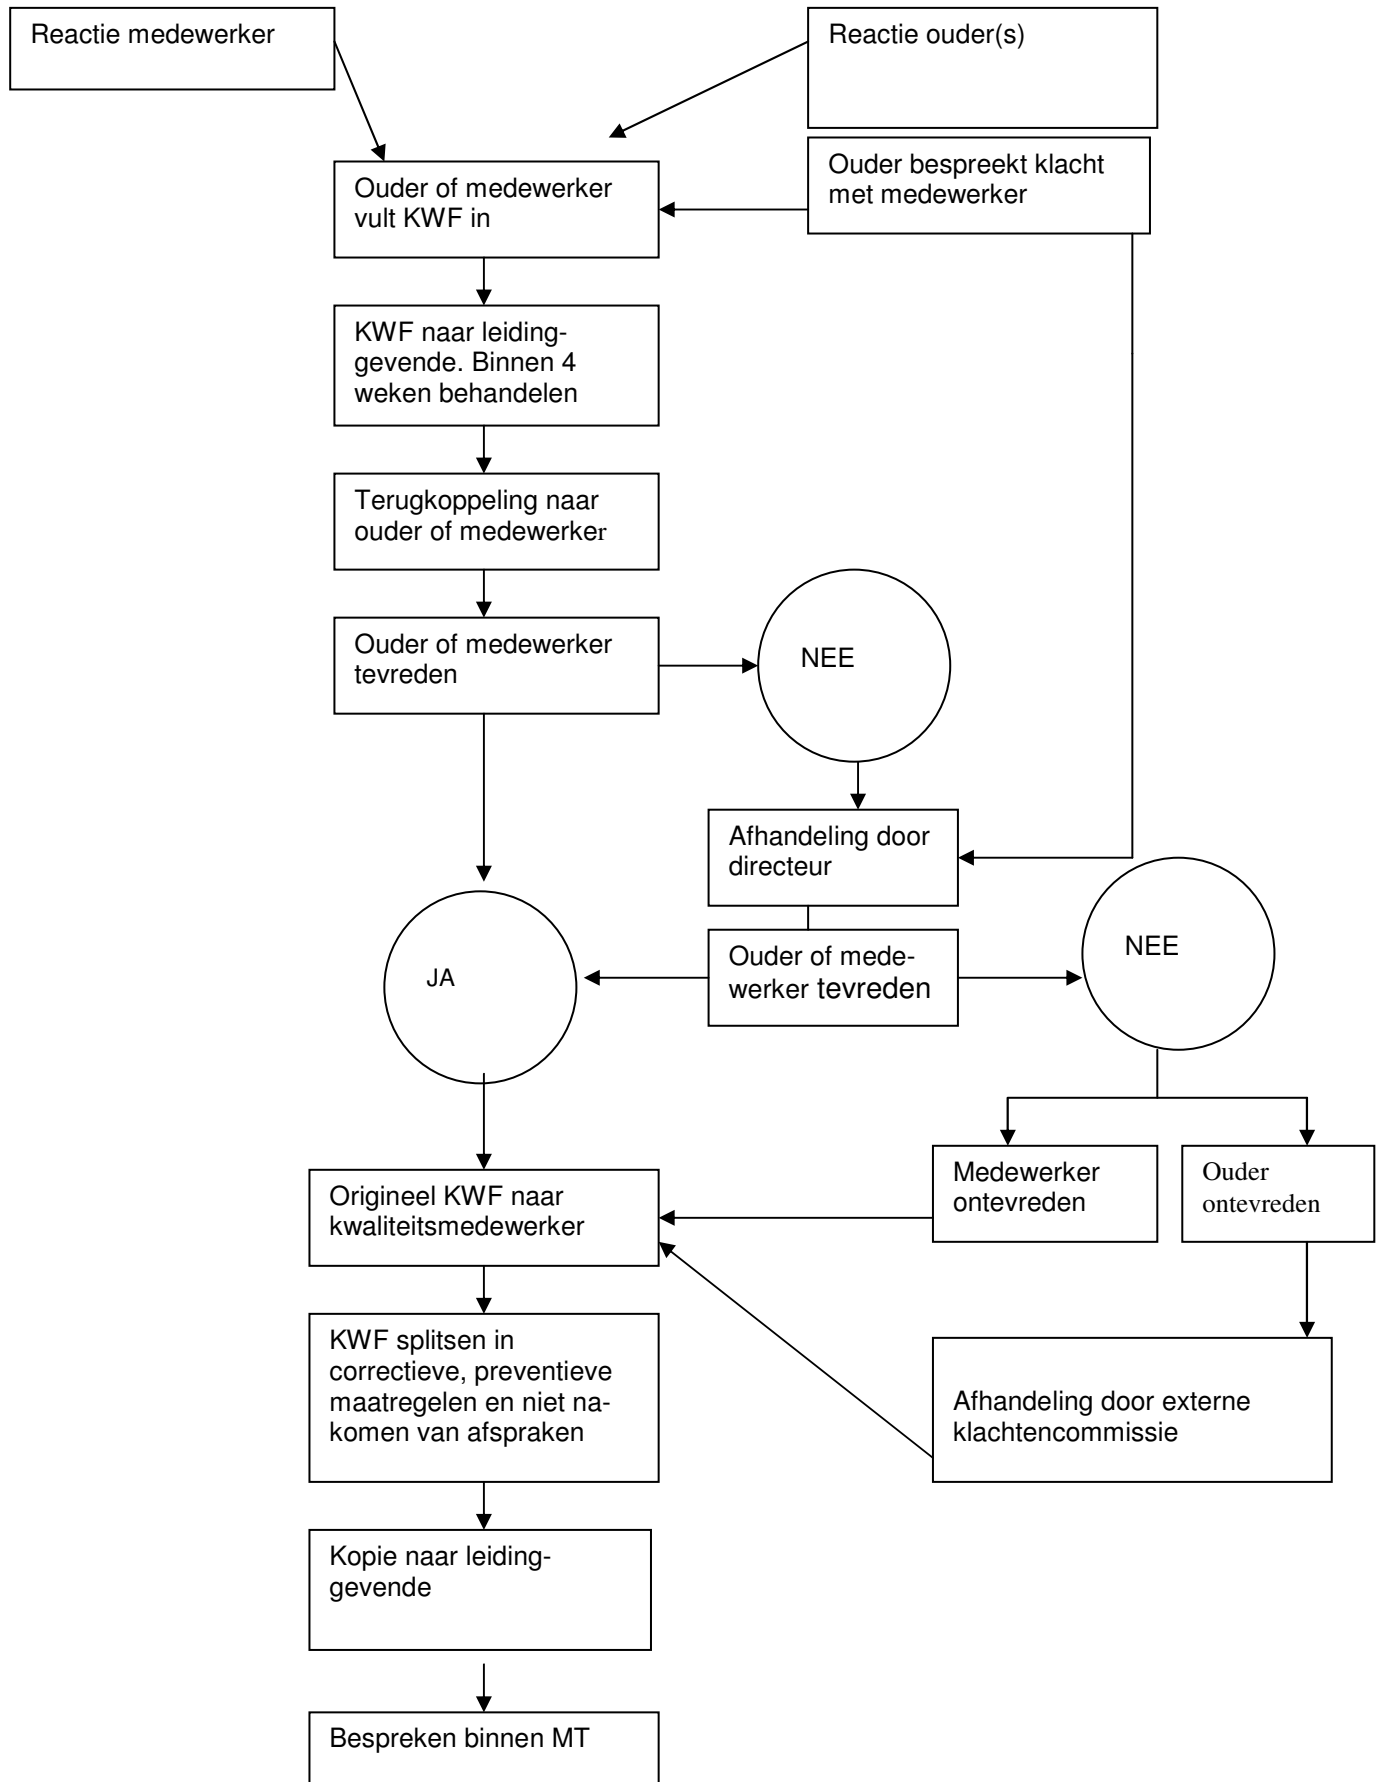 Reactie medewerker
Reactie ouder(s)
Ouder bespreekt klacht
met medewerker
Ouder of medewerker
vult KWF in
KWF naar leiding-
gevende. Binnen 4
weken behandelen
Terugkoppeling naar
ouder of medewerker
Ouder of medewerker
tevreden
NEE
Afhandeling door
directeur
Ouder of mede-
werker tevreden
JA
NEE
Medewerker
ontevreden
Ouder
ontevreden
Origineel KWF naar
kwaliteitsmedewerker
KWF splitsen in
correctieve, preventieve
maatregelen en niet na-
komen van afspraken
Afhandeling door externe
klachtencommissie
Kopie naar leiding-
gevende
Bespreken binnen MT